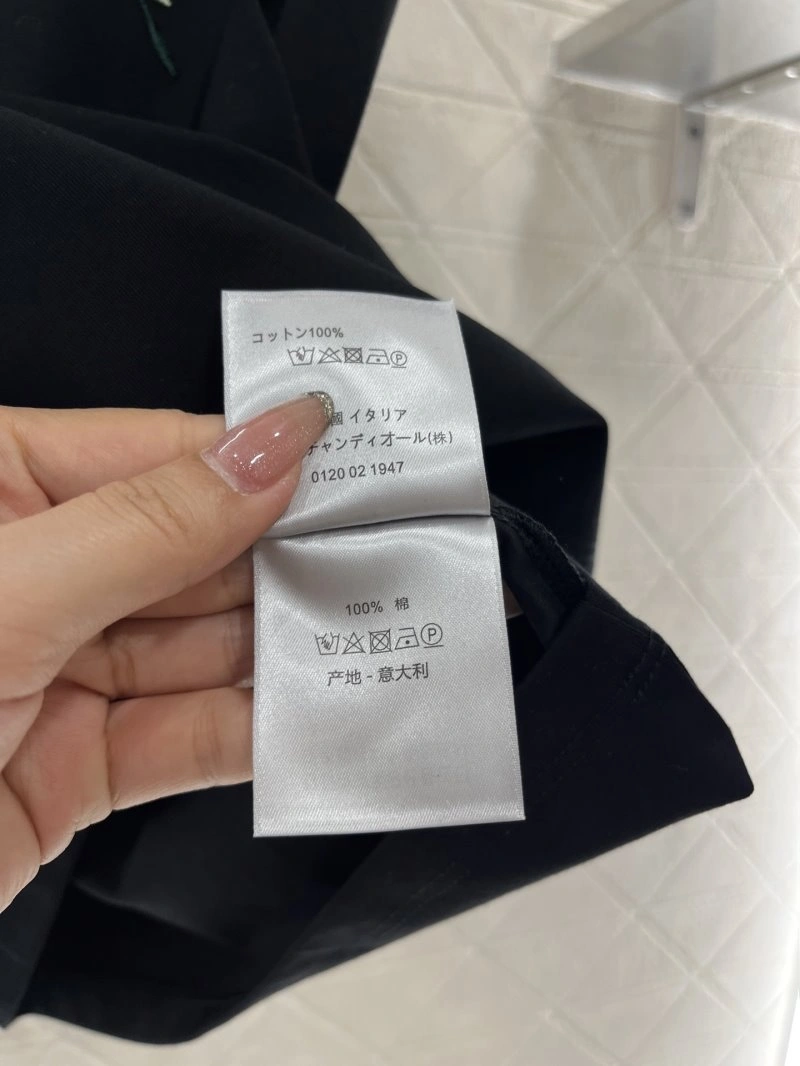 コットン100%
國 イタリア
チャンディオール(株)
0120 02 1947
100% 棉
产地 - 意大利